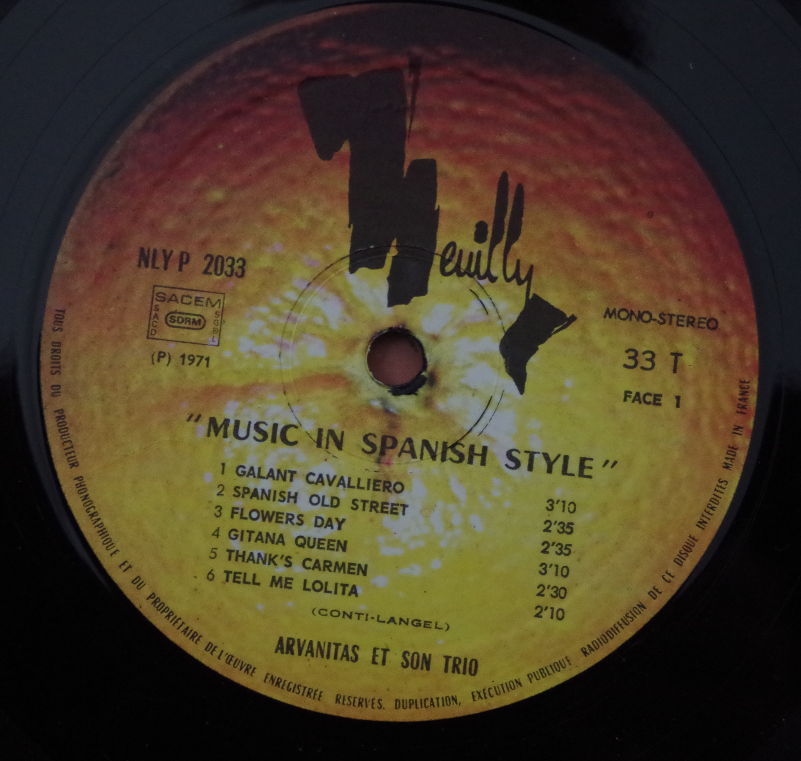 Neuilly
NLY P 2033
SACEM
SACD
SDRM
SGDL
(P) 1971
MONO-STEREO
33 T
FACE 1
"MUSIC IN SPANISH STYLE"
1 GALANT CAVALLIERO 3'10
2 SPANISH OLD STREET 2'35
3 FLOWERS DAY 2'35
4 GITANA QUEEN 3'10
5 THANK'S CARMEN 2'30
6 TELL ME LOLITA 2'10
(CONTI-LANGEL)
ARVANITAS ET SON TRIO
TOUS DROITS DU PRODUCTEUR PHONOGRAPHIQUE ET DU PROPRIETAIRE DE L'ŒUVRE ENREGISTRÉE RESERVES. DUPLICATION, EXÉCUTION PUBLIQUE, RADIODIFFUSION DE CE DISQUE INTERDITES MADE IN FRANCE